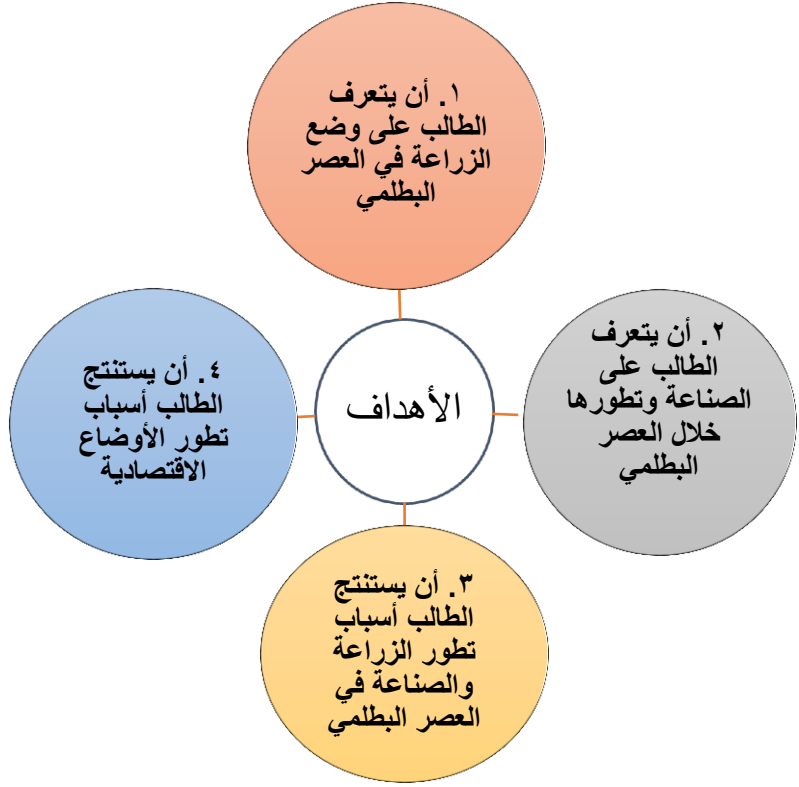 ١. أن يتعرف
الطالب على وضع
الزراعة في العصر
البطلمي
٢. أن يتعرف
الطالب على
الصناعة وتطورها
خلال العصر
البطلمي
٣. أن يستنتج
الطالب أسباب
تطور الزراعة
والصناعة في
العصر البطلمي
٤. أن يستنتج
الطالب أسباب
تطور الأوضاع
الاقتصادية
الأهداف